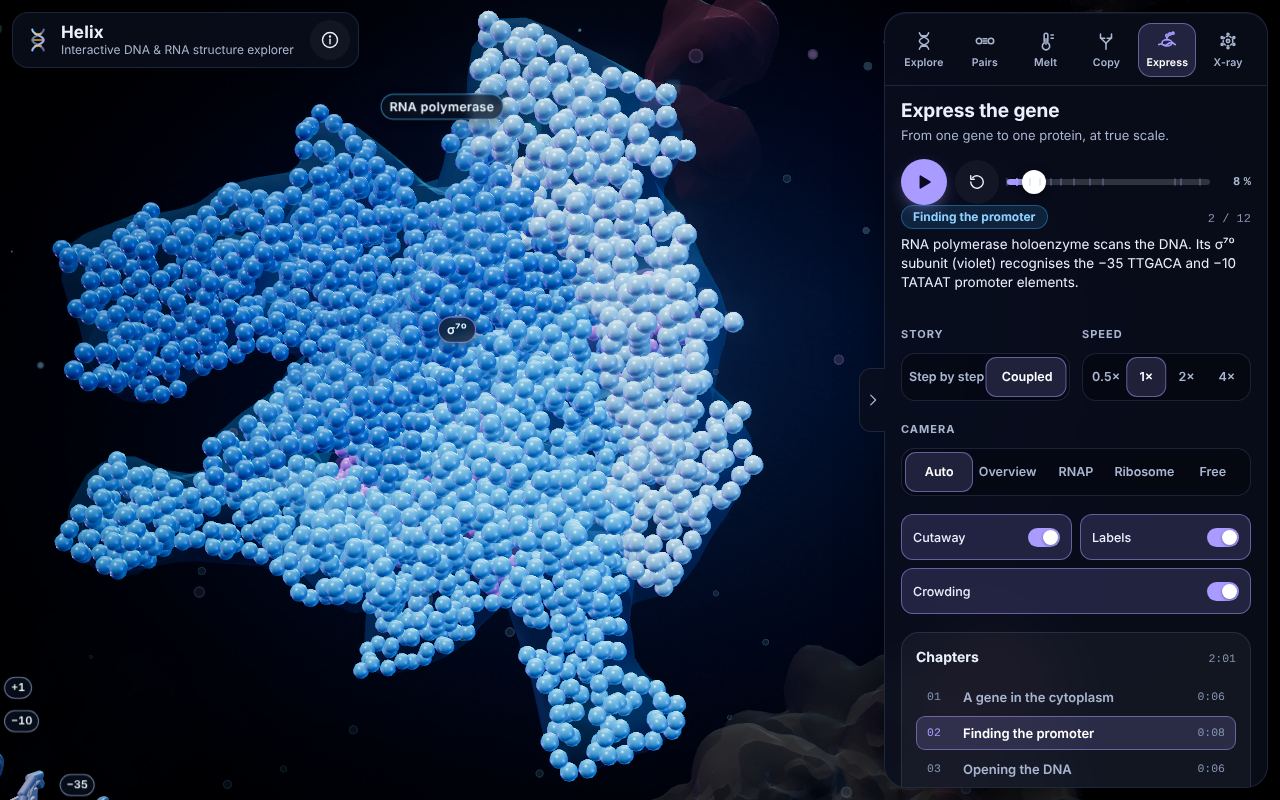 Helix
Interactive DNA & RNA structure explorer
RNA polymerase
σ⁷⁰
+1
−10
−35
Explore
Pairs
Melt
Copy
Express
X-ray
Express the gene
From one gene to one protein, at true scale.
8 %
Finding the promoter
2 / 12
RNA polymerase holoenzyme scans the DNA. Its σ⁷⁰
subunit (violet) recognises the −35 TTGACA and −10
TATAAT promoter elements.
STORY
SPEED
Step by step
Coupled
0.5×
1×
2×
4×
CAMERA
Auto
Overview
RNAP
Ribosome
Free
Cutaway
Labels
Crowding
Chapters
2:01
01 A gene in the cytoplasm 0:06
02 Finding the promoter 0:08
03 Opening the DNA 0:06